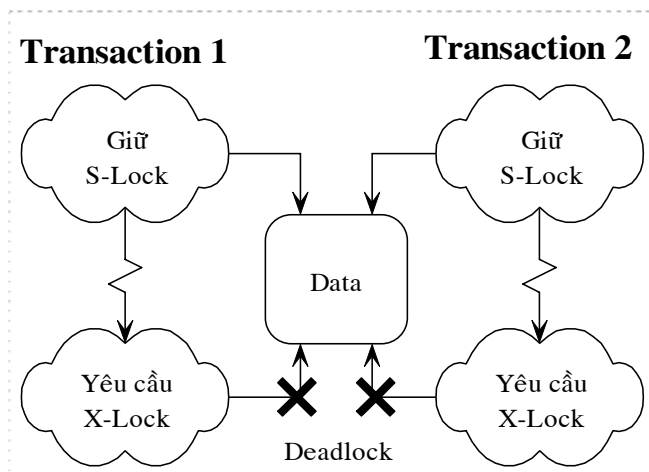 Transaction 1
Transaction 2
Giữ
S-Lock
Giữ
S-Lock
Data
Yêu cầu
X-Lock
Yêu cầu
X-Lock
Deadlock